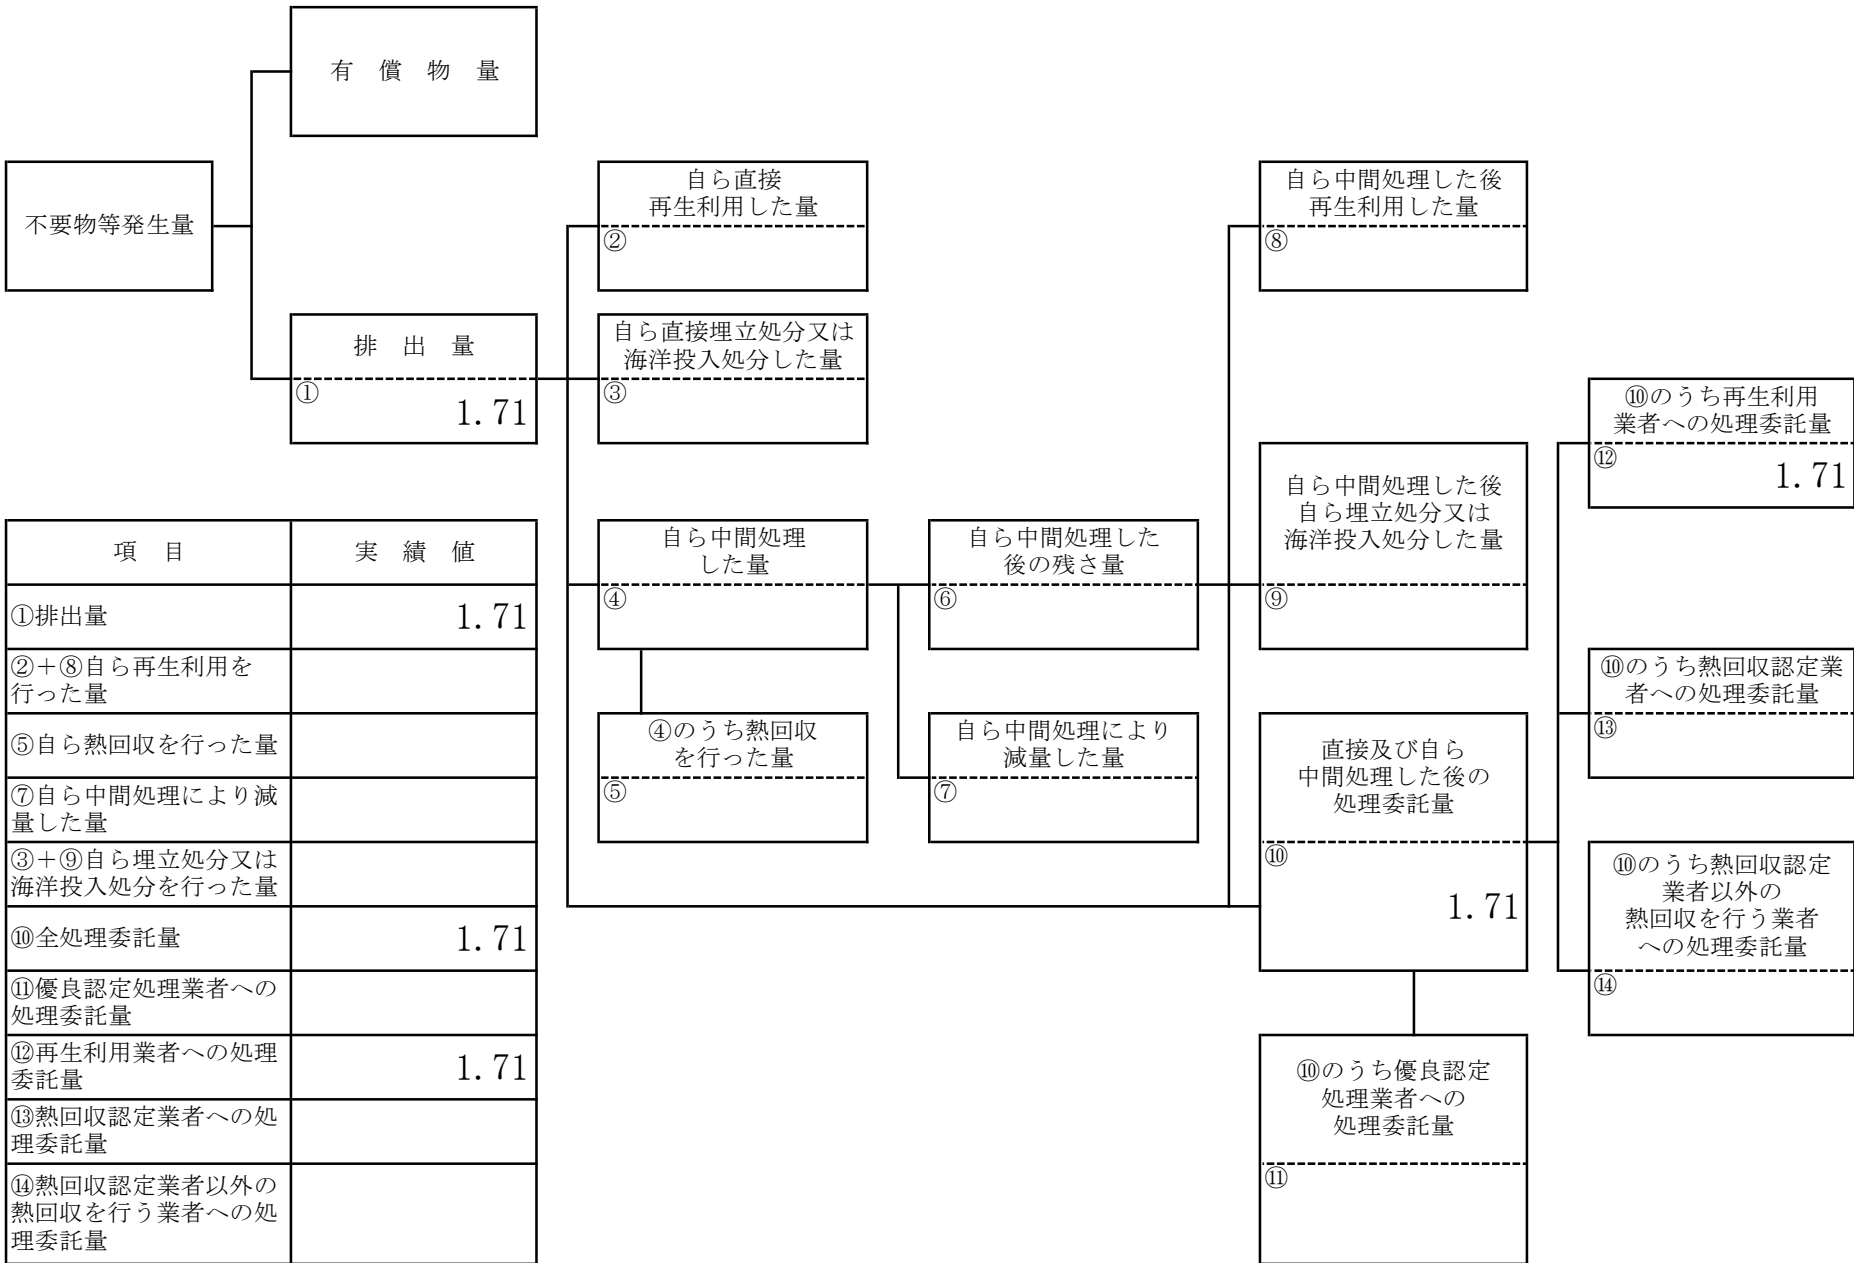 有 償 物 量
不要物等発生量
排 出 量
①
1.71
自ら直接
再生利用した量
②
自ら直接埋立処分又は
海洋投入処分した量
③
自ら中間処理
した量
④
④のうち熱回収
を行った量
⑤
自ら中間処理した
後の残さ量
⑥
自ら中間処理により
減量した量
⑦
自ら中間処理した後
再生利用した量
⑧
自ら中間処理した後
自ら埋立処分又は
海洋投入処分した量
⑨
直接及び自ら
中間処理した後の
処理委託量
⑩
1.71
⑩のうち優良認定
処理業者への
処理委託量
⑪
⑩のうち再生利用
業者への処理委託量
⑫
1.71
⑩のうち熱回収認定業
者への処理委託量
⑬
⑩のうち熱回収認定
業者以外の
熱回収を行う業者
への処理委託量
⑭
項 目 実 績 値
①排出量 1.71
②+⑧自ら再生利用を
行った量
⑤自ら熱回収を行った量
⑦自ら中間処理により減
量した量
③+⑨自ら埋立処分又は
海洋投入処分を行った量
⑩全処理委託量 1.71
⑪優良認定処理業者への
処理委託量
⑫再生利用業者への処理
委託量 1.71
⑬熱回収認定業者への処
理委託量
⑭熱回収認定業者以外の
熱回収を行う業者への処
理委託量